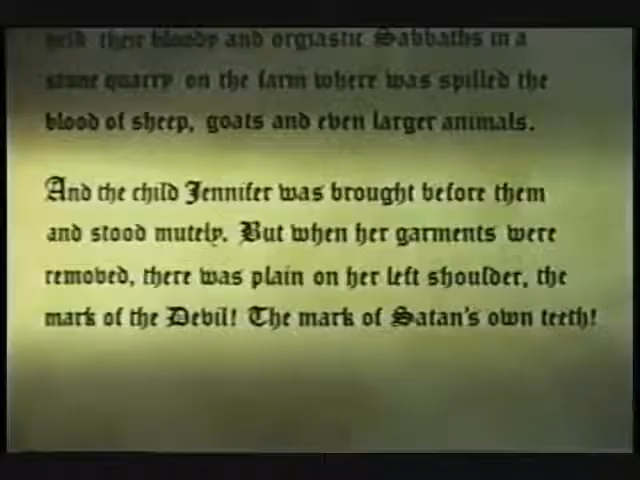 held their bloody and orgiastic Sabbaths in a
stone quarry on the farm where was spilled the
blood of sheep, goats and even larger animals.
And the child Jennifer was brought before them
and stood mutely. But when her garments were
removed, there was plain on her left shoulder, the
mark of the Devil! The mark of Satan's own teeth!